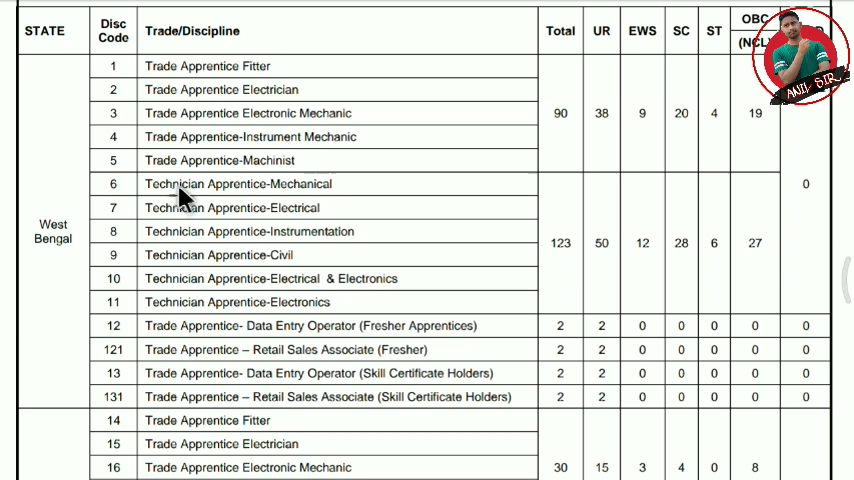 STATE Disc Code Trade/Discipline Total UR EWS SC ST OBC (NCL) D
1 Trade Apprentice Fitter
2 Trade Apprentice Electrician
3 Trade Apprentice Electronic Mechanic 90 38 9 20 4 19
4 Trade Apprentice-Instrument Mechanic
5 Trade Apprentice-Machinist
6 Technician Apprentice-Mechanical 0
7 Technician Apprentice-Electrical
West Bengal 8 Technician Apprentice-Instrumentation
123 50 12 28 6 27
9 Technician Apprentice-Civil
10 Technician Apprentice-Electrical & Electronics
11 Technician Apprentice-Electronics
12 Trade Apprentice- Data Entry Operator (Fresher Apprentices) 2 2 0 0 0 0 0
121 Trade Apprentice – Retail Sales Associate (Fresher) 2 2 0 0 0 0 0
13 Trade Apprentice- Data Entry Operator (Skill Certificate Holders) 2 2 0 0 0 0 0
131 Trade Apprentice – Retail Sales Associate (Skill Certificate Holders) 2 2 0 0 0 0 0
14 Trade Apprentice Fitter
15 Trade Apprentice Electrician
16 Trade Apprentice Electronic Mechanic 30 15 3 4 0 8
ANIL SIR